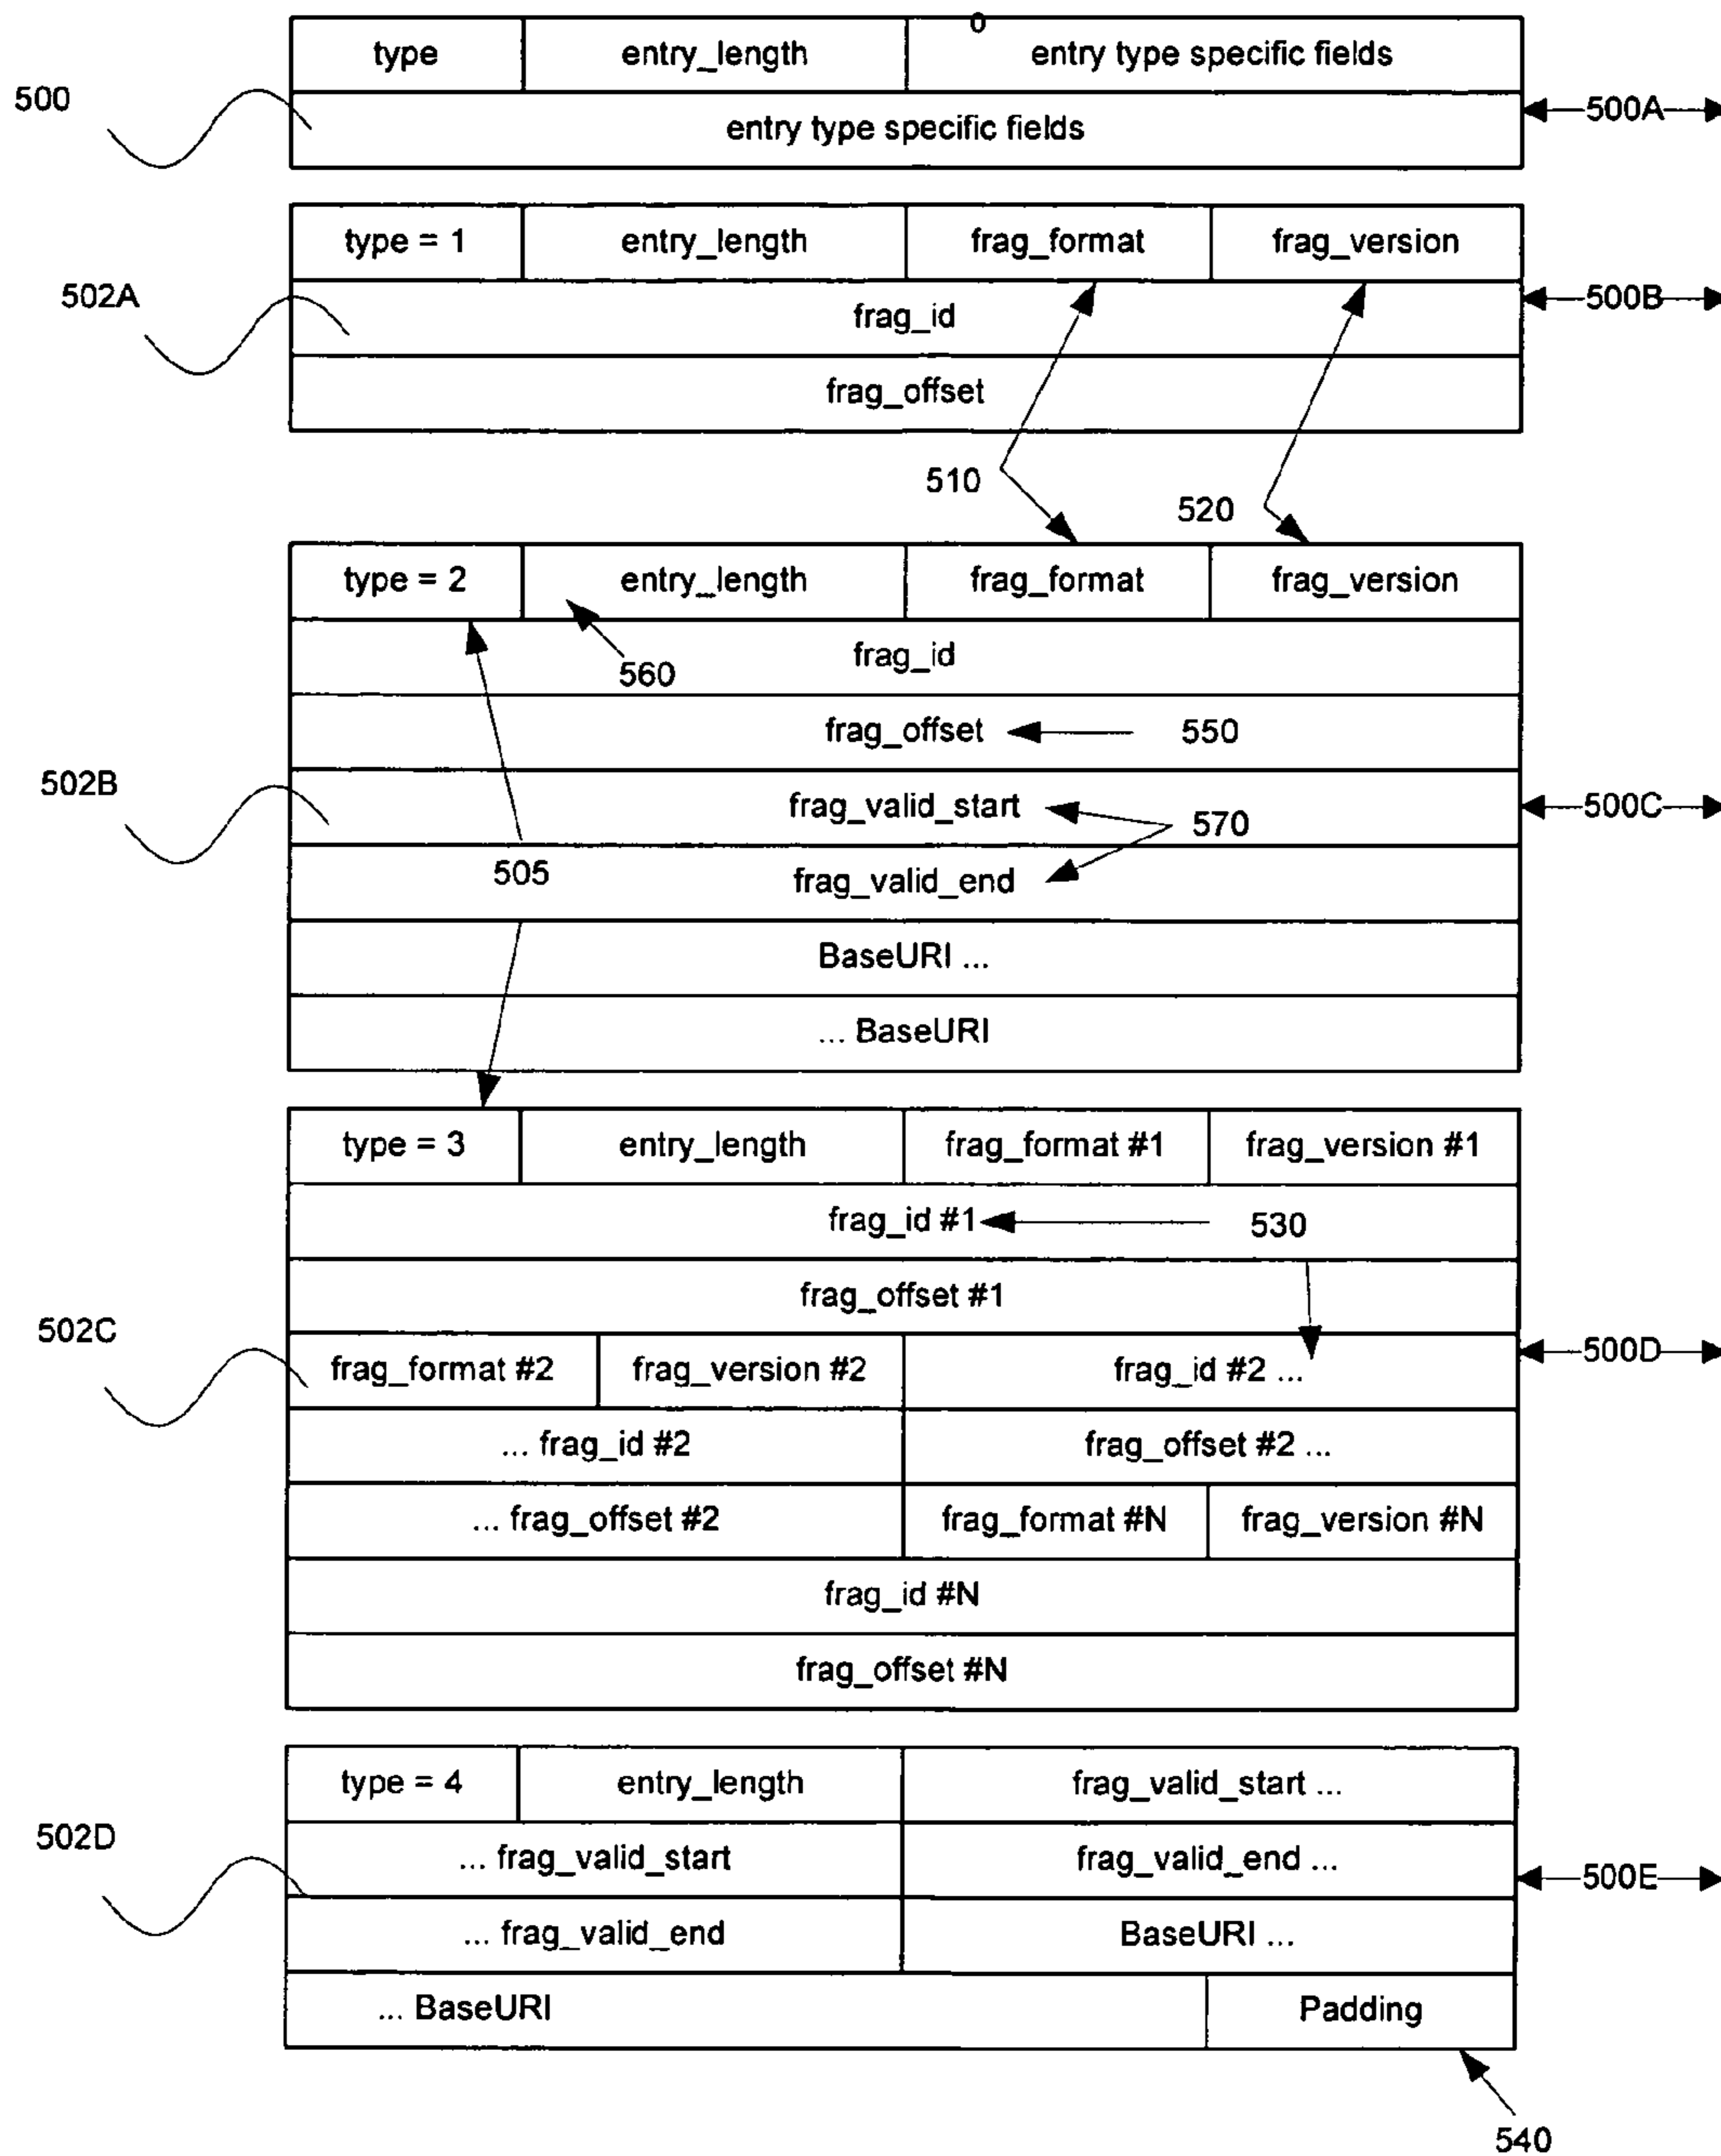 0
type entry_length entry type specific fields
500
entry type specific fields
500A
type = 1 entry_length frag_format frag_version
502A
frag_id
500B
frag_offset
510
520
type = 2 entry_length frag_format frag_version
frag_id
560
frag_offset 550
502B
frag_valid_start 570
500C
505 frag_valid_end
BaseURI ...
... BaseURI
type = 3 entry_length frag_format #1 frag_version #1
frag_id #1 530
frag_offset #1
502C
frag_format #2 frag_version #2 frag_id #2 ...
500D
... frag_id #2 frag_offset #2 ...
... frag_offset #2 frag_format #N frag_version #N
frag_id #N
frag_offset #N
type = 4 entry_length frag_valid_start ...
502D
... frag_valid_start frag_valid_end ...
500E
... frag_valid_end BaseURI ...
... BaseURI Padding
540